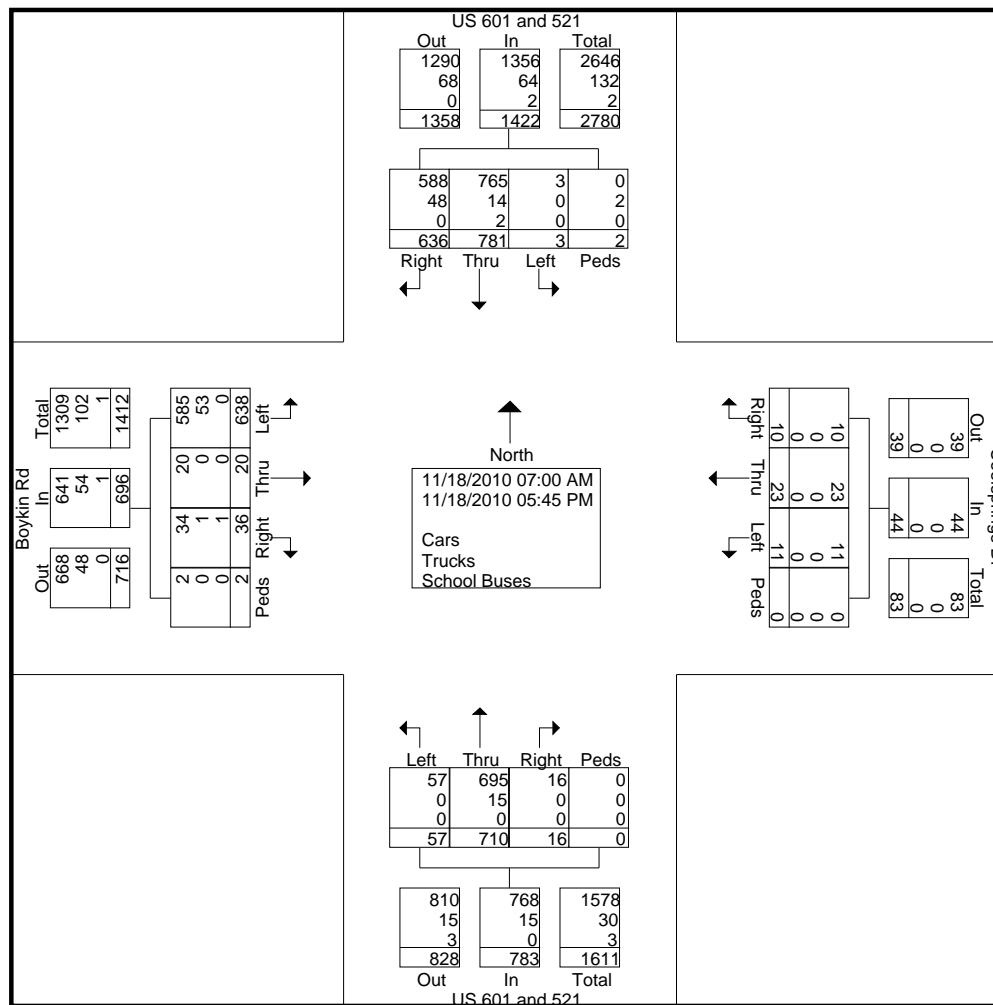 US 601 and 521
Out In Total
1290 1356 2646
68 64 132
0 2 2
1358 1422 2780
588 765 3 0
48 14 0 2
0 2 0 0
636 781 3 2
Right Thru Left Peds
Boykin Rd
Out In Total
668 641 1309
48 54 102
0 1 1
716 696 1412
Peds Right Thru Left
2 34 20 585
0 1 0 53
0 1 0 0
2 36 20 638
North
11/18/2010 07:00 AM
11/18/2010 05:45 PM
Cars
Trucks
School Buses
Right Thru Left Peds
10 23 11 0
0 0 0 0
0 0 0 0
10 23 11 0
Out In Total
39 44 83
0 0 0
0 0 0
39 44 83
Left Thru Right Peds
57 695 16 0
0 15 0 0
0 0 0 0
57 710 16 0
810 768 1578
15 15 30
3 0 3
828 783 1611
Out In Total
US 601 and 521